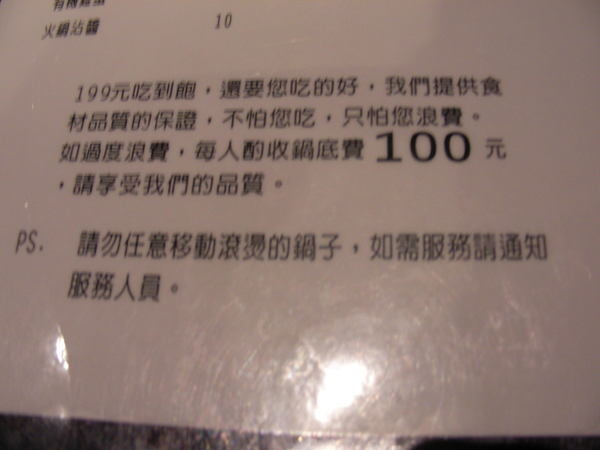 火鍋沾醬 10
199元吃到飽，還要您吃的好，我們提供食
材品質的保證，不怕您吃，只怕您浪費。
如過度浪費，每人酌收鍋底費 100 元
，請享受我們的品質。
PS. 請勿任意移動滾燙的鍋子，如需服務請通知
服務人員。